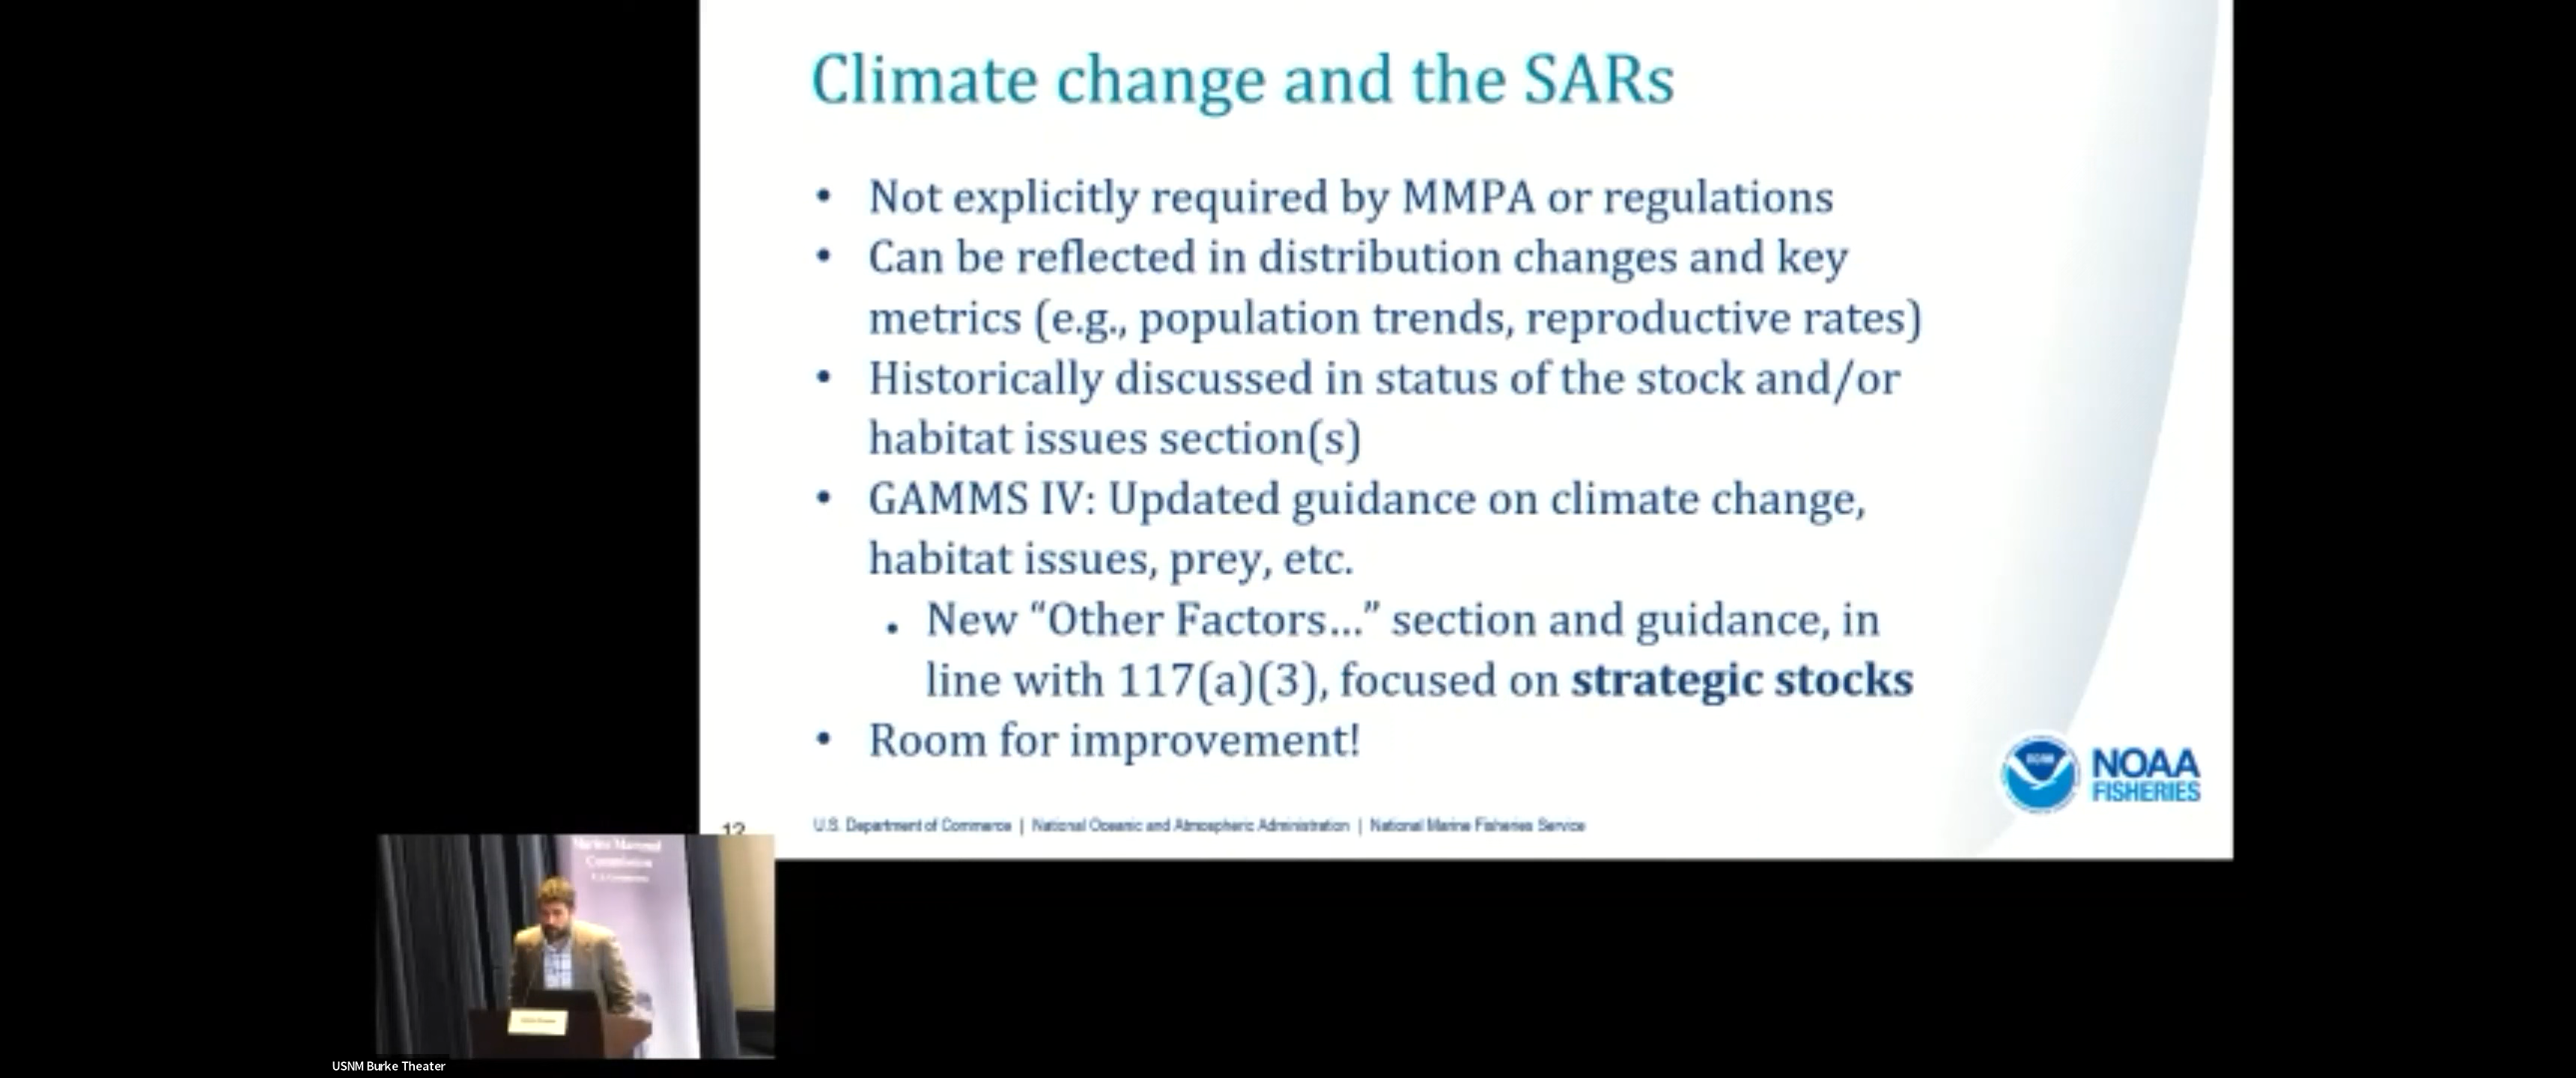 Climate change and the SARs
• Not explicitly required by MMPA or regulations
• Can be reflected in distribution changes and key
metrics (e.g., population trends, reproductive rates)
• Historically discussed in status of the stock and/or
habitat issues section(s)
• GAMMS IV: Updated guidance on climate change,
habitat issues, prey, etc.
• New “Other Factors...” section and guidance, in
line with 117(a)(3), focused on strategic stocks
• Room for improvement!
NOAA
FISHERIES
12
U.S. Department of Commerce | National Oceanic and Atmospheric Administration | National Marine Fisheries Service
Marine Mammal
Commission
USNM Burke Theater